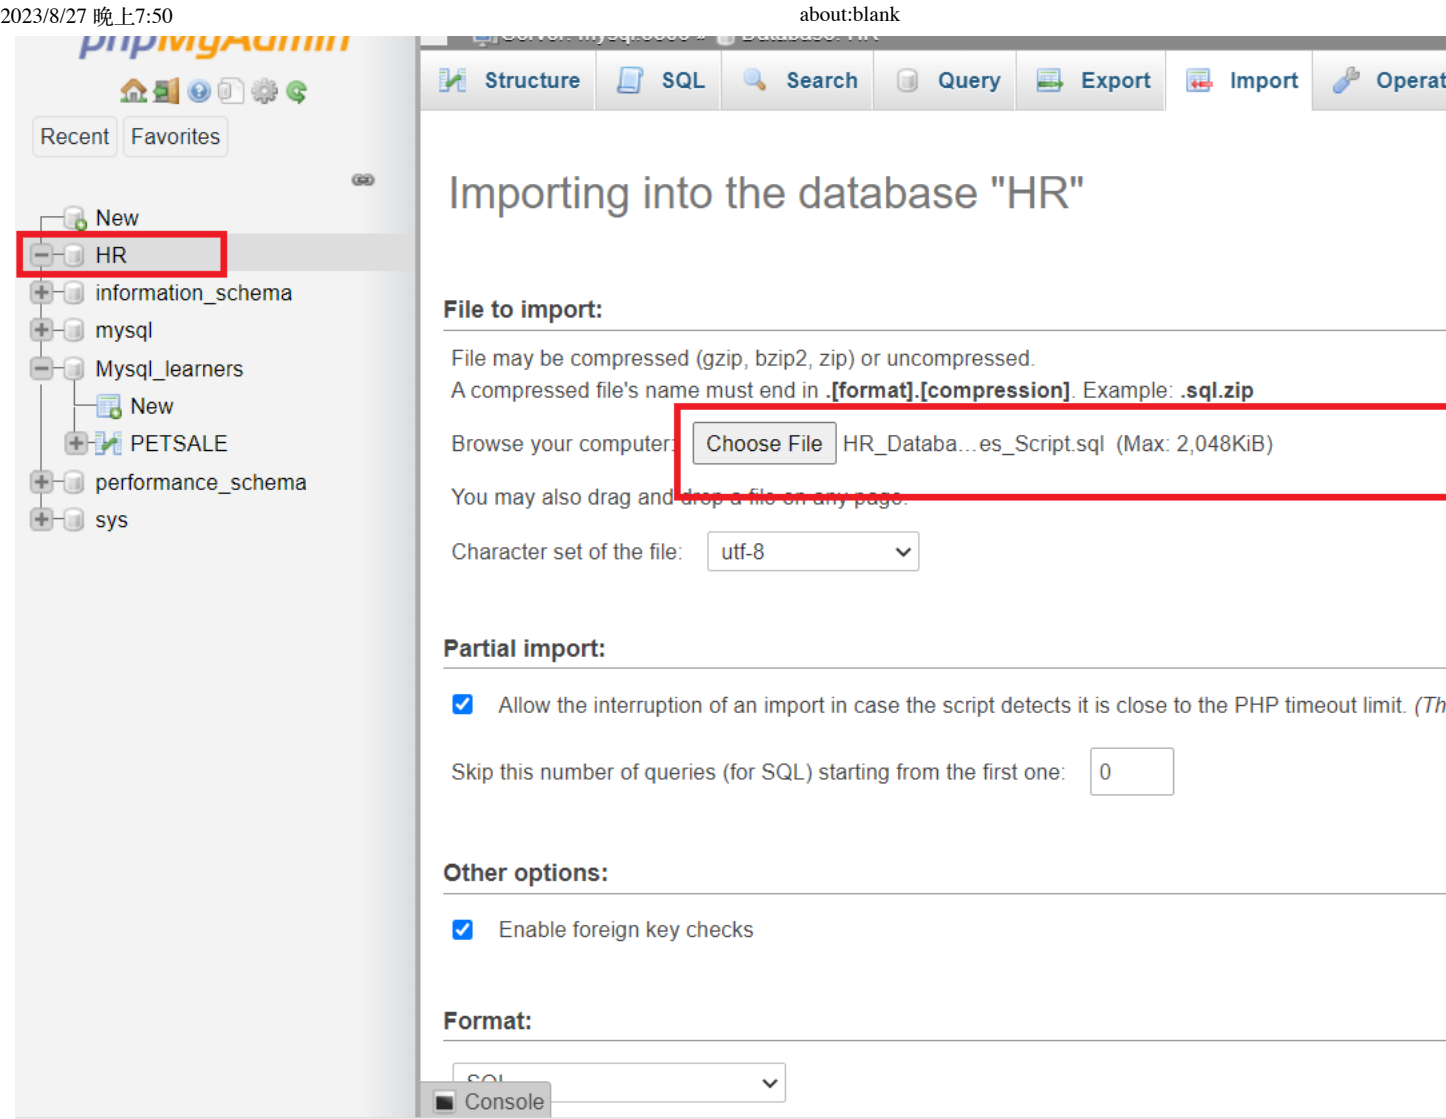 2023/8/27 晚上7:50 about:blank
phpMyAdmin
Structure SQL Search Query Export Import Operat
Recent Favorites
New
HR
information_schema
mysql
Mysql_learners
New
PETSALE
performance_schema
sys
Importing into the database "HR"
File to import:
File may be compressed (gzip, bzip2, zip) or uncompressed.
A compressed file's name must end in .[format].[compression]. Example: .sql.zip
Browse your computer: Choose File HR_Databa...es_Script.sql (Max: 2,048KiB)
You may also drag and drop a file on any page.
Character set of the file: utf-8
Partial import:
Allow the interruption of an import in case the script detects it is close to the PHP timeout limit. (Th
Skip this number of queries (for SQL) starting from the first one: 0
Other options:
Enable foreign key checks
Format:
SQL
Console